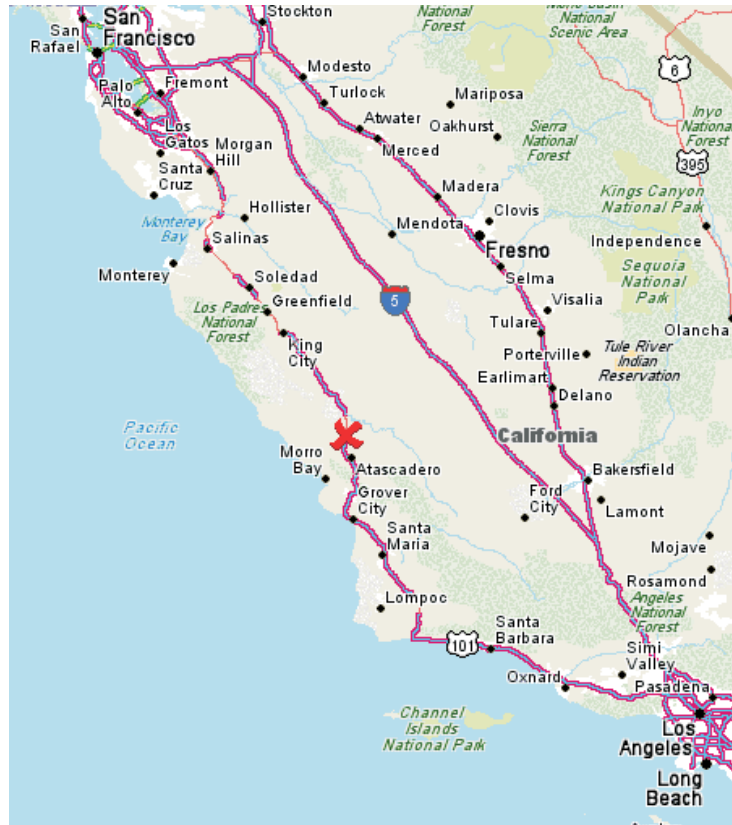 Stockton
San
Francisco
San
Rafael
National
Forest
National
Scenic Area
6
Modesto
Turlock
Palo
Alto
Fremont
Mariposa
Atwater
Oakhurst
Merced
Sierra
National
Forest
Inyo
National
Forest
395
Los
Gatos
Morgan
Hill
Santa
Cruz
Madera
Kings Canyon
National Park
Hollister
Clovis
Mendota
Fresno
Independence
Monterey
Bay
Salinas
Monterey
Selma
Sequoia
National
Park
Soledad
Greenfield
Los Padres
National
Forest
5
Visalia
Tulare
Olancha
King
City
Porterville
Tule River
Indian
Reservation
Earlimart
Delano
Pacific
Ocean
California
Morro
Bay
Atascadero
Bakersfield
Grover
City
Ford
City
Lamont
Santa
Maria
Mojave
Rosamond
Lompoc
Angeles
National
Forest
Santa
Barbara
101
Simi
Valley
Oxnard
Pasadena
Channel
Islands
National Park
Los
Angeles
Long
Beach